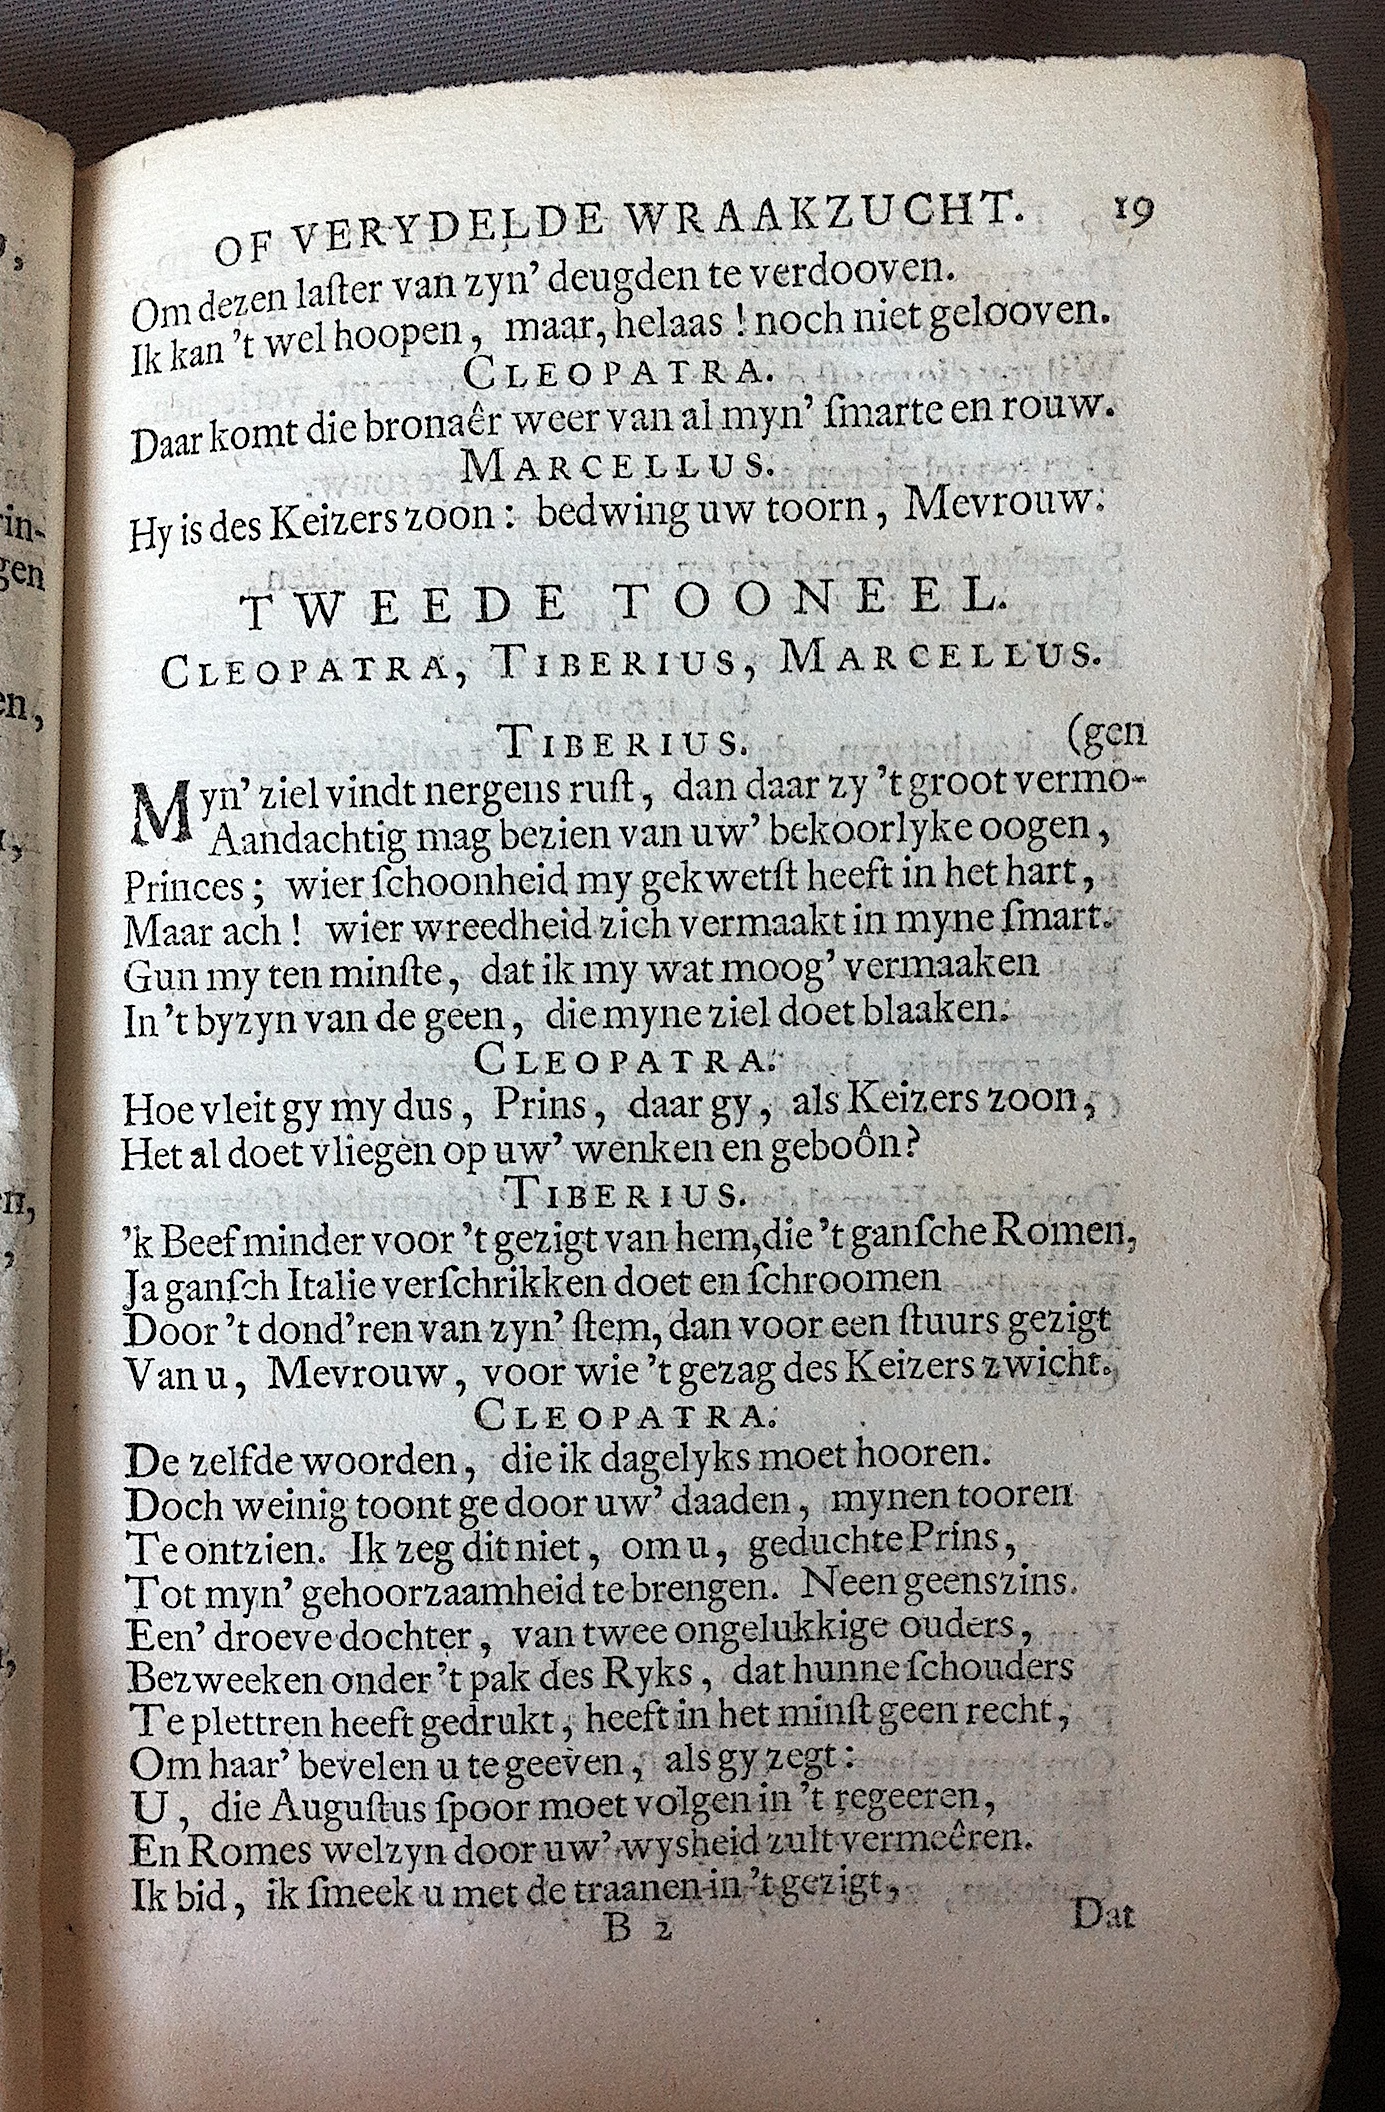 OF VERYDELDE WRAAKZUCHT. 19
Om dezen laſter van zyn' deugden te verdooven.
Ik kan 't wel hoopen, maar, helaas! noch niet gelooven.
CLEOPATRA.
Daar komt die bronaêr weer van al myn' ſmarte en rouw.
MARCELLUS.
Hy is des Keizers zoon: bedwing uw toorn, Mevrouw.
TWEEDE TOONEEL.
CLEOPATRA, TIBERIUS, MARCELLUS.
TIBERIUS. (gen
Myn' ziel vindt nergens ruſt, dan daar zy 't groot vermo-
Aandachtig mag bezien van uw' bekoorlyke oogen,
Princes; wier ſchoonheid my gekwetſt heeft in het hart,
Maar ach! wier wreedheid zich vermaakt in myne ſmart.
Gun my ten minſte, dat ik my wat moog' vermaaken
In 't byzyn van de geen, die myne ziel doet blaaken.
CLEOPATRA.
Hoe vleit gy my dus, Prins, daar gy, als Keizers zoon,
Het al doet vliegen op uw' wenken en geboôn?
TIBERIUS.
'k Beef minder voor 't gezigt van hem, die 't ganſche Romen,
Ja ganſch Italie verſchrikken doet en ſchroomen
Door 't dond'ren van zyn' ſtem, dan voor een ſtuurs gezigt
Van u, Mevrouw, voor wie 't gezag des Keizers zwicht.
CLEOPATRA.
De zelfde woorden, die ik dagelyks moet hooren.
Doch weinig toont ge door uw' daaden, mynen tooren
Te ontzien. Ik zeg dit niet, om u, geduchte Prins,
Tot myn' gehoorzaamheid te brengen. Neen geenszins.
Een' droeve dochter, van twee ongelukkige ouders,
Bezweeken onder 't pak des Ryks, dat hunne ſchouders
Te plettren heeft gedrukt, heeft in het minſt geen recht,
Om haar' bevelen u te geeven, als gy zegt:
U, die Auguſtus ſpoor moet volgen in 't regeeren,
En Romes welzyn door uw' wysheid zult vermeêren.
Ik bid, ik ſmeek u met de traanen in 't gezigt,
B 2 Dat